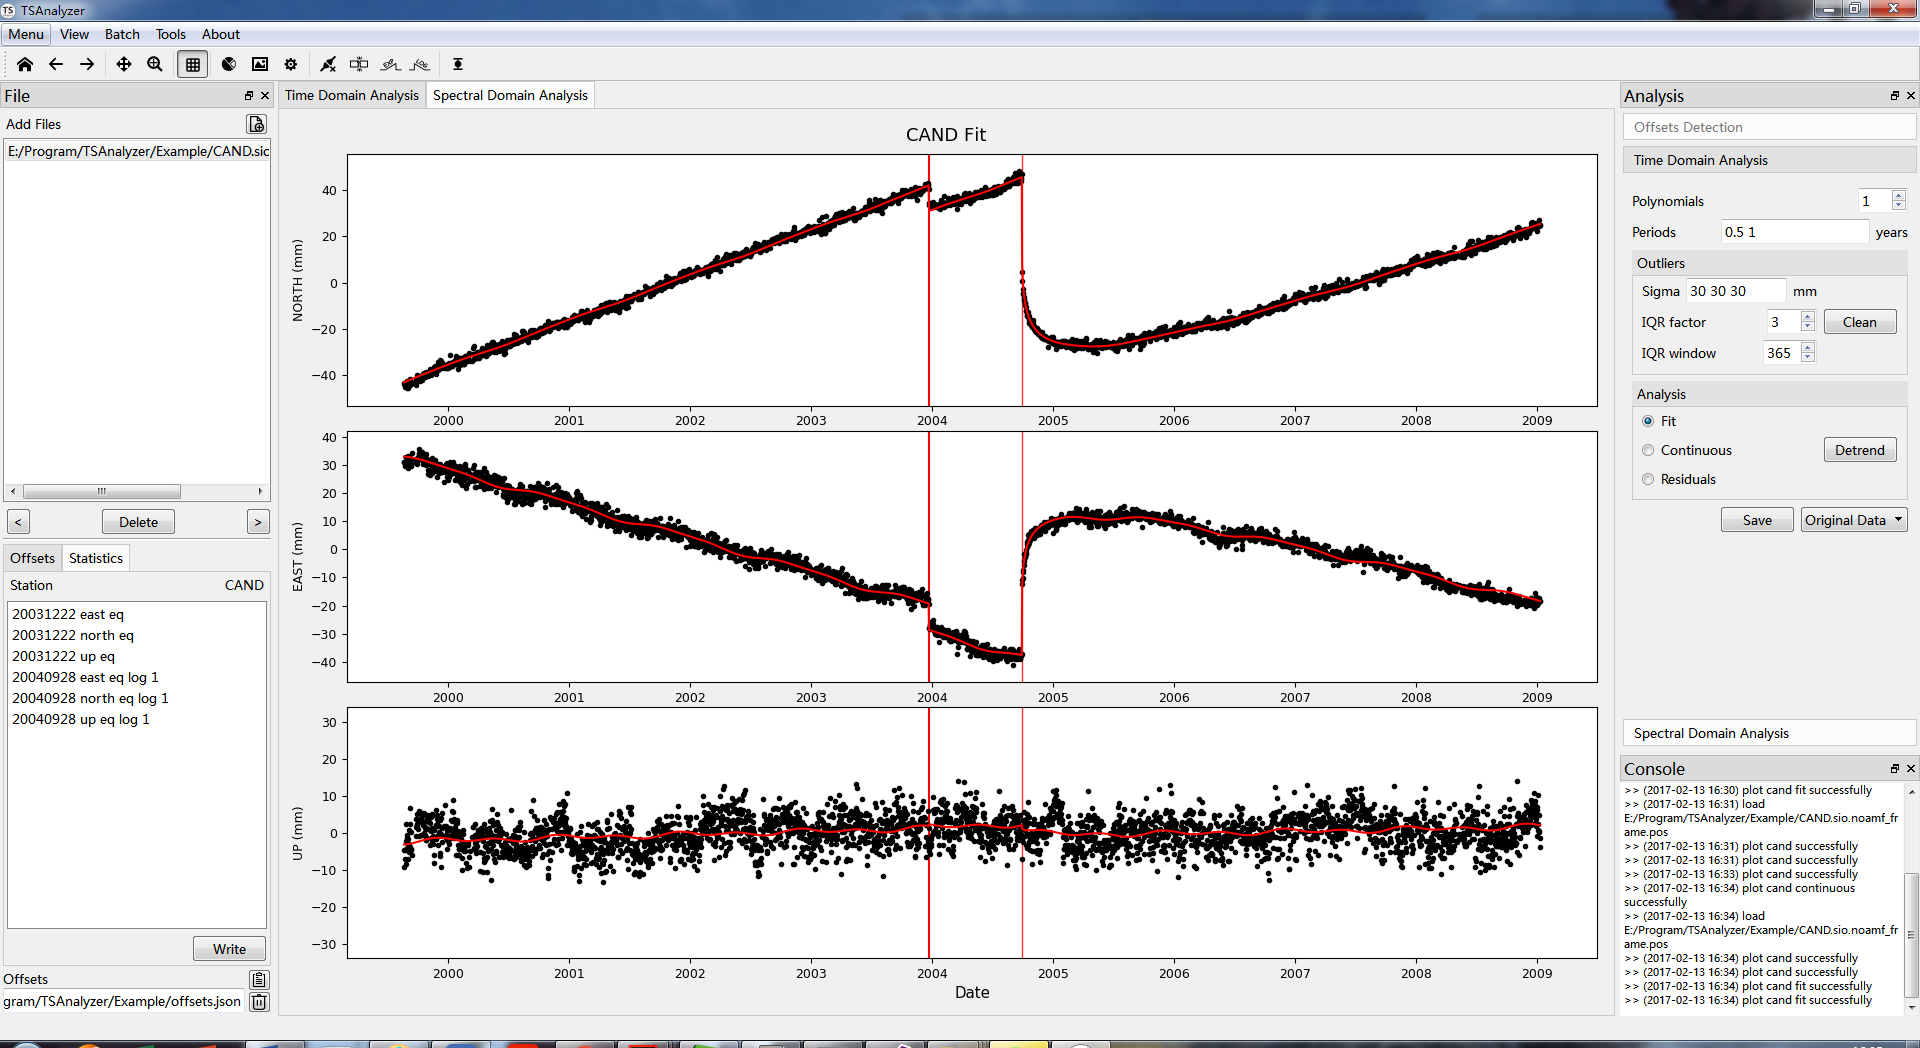 TS TSAnalyzer
Menu View Batch Tools About
File
Add Files
E:/Program/TSAnalyzer/Example/CAND.sio
< Delete >
Offsets Statistics
Station CAND
20031222 east eq
20031222 north eq
20031222 up eq
20040928 east eq log 1
20040928 north eq log 1
20040928 up eq log 1
Write
Offsets
gram/TSAnalyzer/Example/offsets.json
Time Domain Analysis Spectral Domain Analysis
CAND Fit
NORTH (mm)
40
20
0
−20
−40
2000 2001 2002 2003 2004 2005 2006 2007 2008 2009
EAST (mm)
40
30
20
10
0
−10
−20
−30
−40
2000 2001 2002 2003 2004 2005 2006 2007 2008 2009
UP (mm)
30
20
10
0
−10
−20
−30
2000 2001 2002 2003 2004 2005 2006 2007 2008 2009
Date
Analysis
Offsets Detection
Time Domain Analysis
Polynomials 1
Periods 0.5 1 years
Outliers
Sigma 30 30 30 mm
IQR factor 3 Clean
IQR window 365
Analysis
Fit
Continuous Detrend
Residuals
Save Original Data
Spectral Domain Analysis
Console
>> (2017-02-13 16:30) plot cand fit successfully
>> (2017-02-13 16:31) load
E:/Program/TSAnalyzer/Example/CAND.sio.noamf_fr
ame.pos
>> (2017-02-13 16:31) plot cand successfully
>> (2017-02-13 16:31) plot cand successfully
>> (2017-02-13 16:33) plot cand successfully
>> (2017-02-13 16:34) plot cand continuous
successfully
>> (2017-02-13 16:34) load
E:/Program/TSAnalyzer/Example/CAND.sio.noamf_fr
ame.pos
>> (2017-02-13 16:34) plot cand successfully
>> (2017-02-13 16:34) plot cand successfully
>> (2017-02-13 16:34) plot cand fit successfully
>> (2017-02-13 16:34) plot cand fit successfully